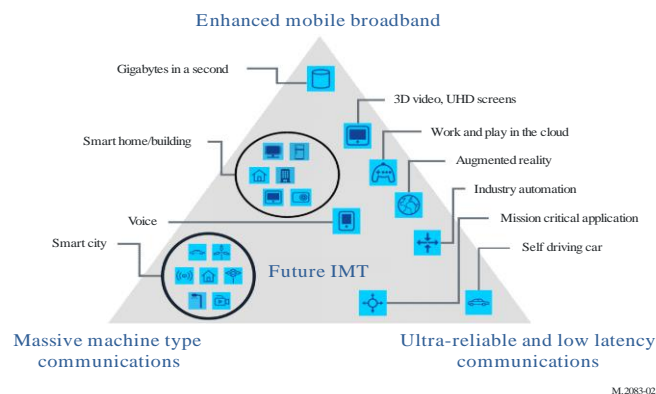 Enhanced mobile broadband
Gigabytes in a second
3D video, UHD screens
Smart home/building
Work and play in the cloud
Augmented reality
Industry automation
Voice
Mission critical application
Smart city
Self driving car
Future IMT
Massive machine type
communications
Ultra-reliable and low latency
communications
M.2083-02